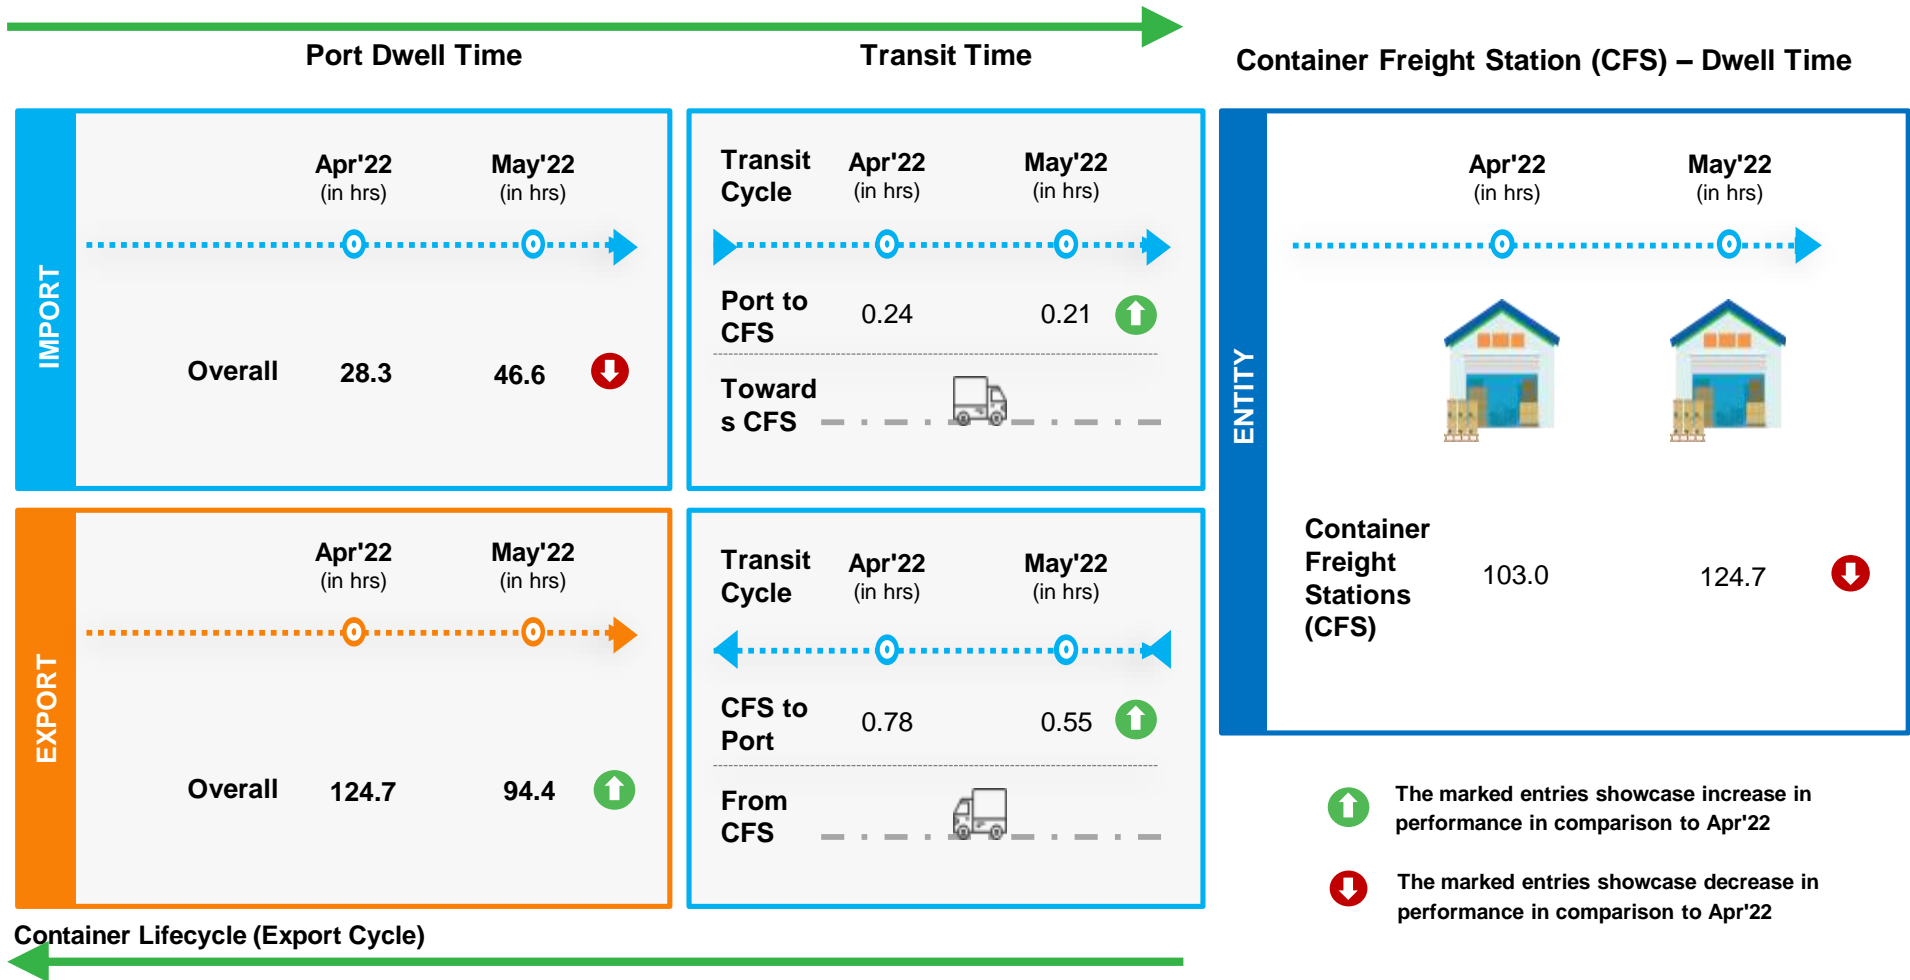 Port Dwell Time
Transit Time
Container Freight Station (CFS) – Dwell Time
IMPORT
Apr'22
(in hrs)
May'22
(in hrs)
Overall
28.3
46.6
Transit
Cycle
Apr'22
(in hrs)
May'22
(in hrs)
Port to
CFS
0.24
0.21
Toward
s CFS
ENTITY
Apr'22
(in hrs)
May'22
(in hrs)
Container
Freight
Stations
(CFS)
103.0
124.7
EXPORT
Apr'22
(in hrs)
May'22
(in hrs)
Overall
124.7
94.4
Transit
Cycle
Apr'22
(in hrs)
May'22
(in hrs)
CFS to
Port
0.78
0.55
From
CFS
The marked entries showcase increase in
performance in comparison to Apr'22
The marked entries showcase decrease in
performance in comparison to Apr'22
Container Lifecycle (Export Cycle)